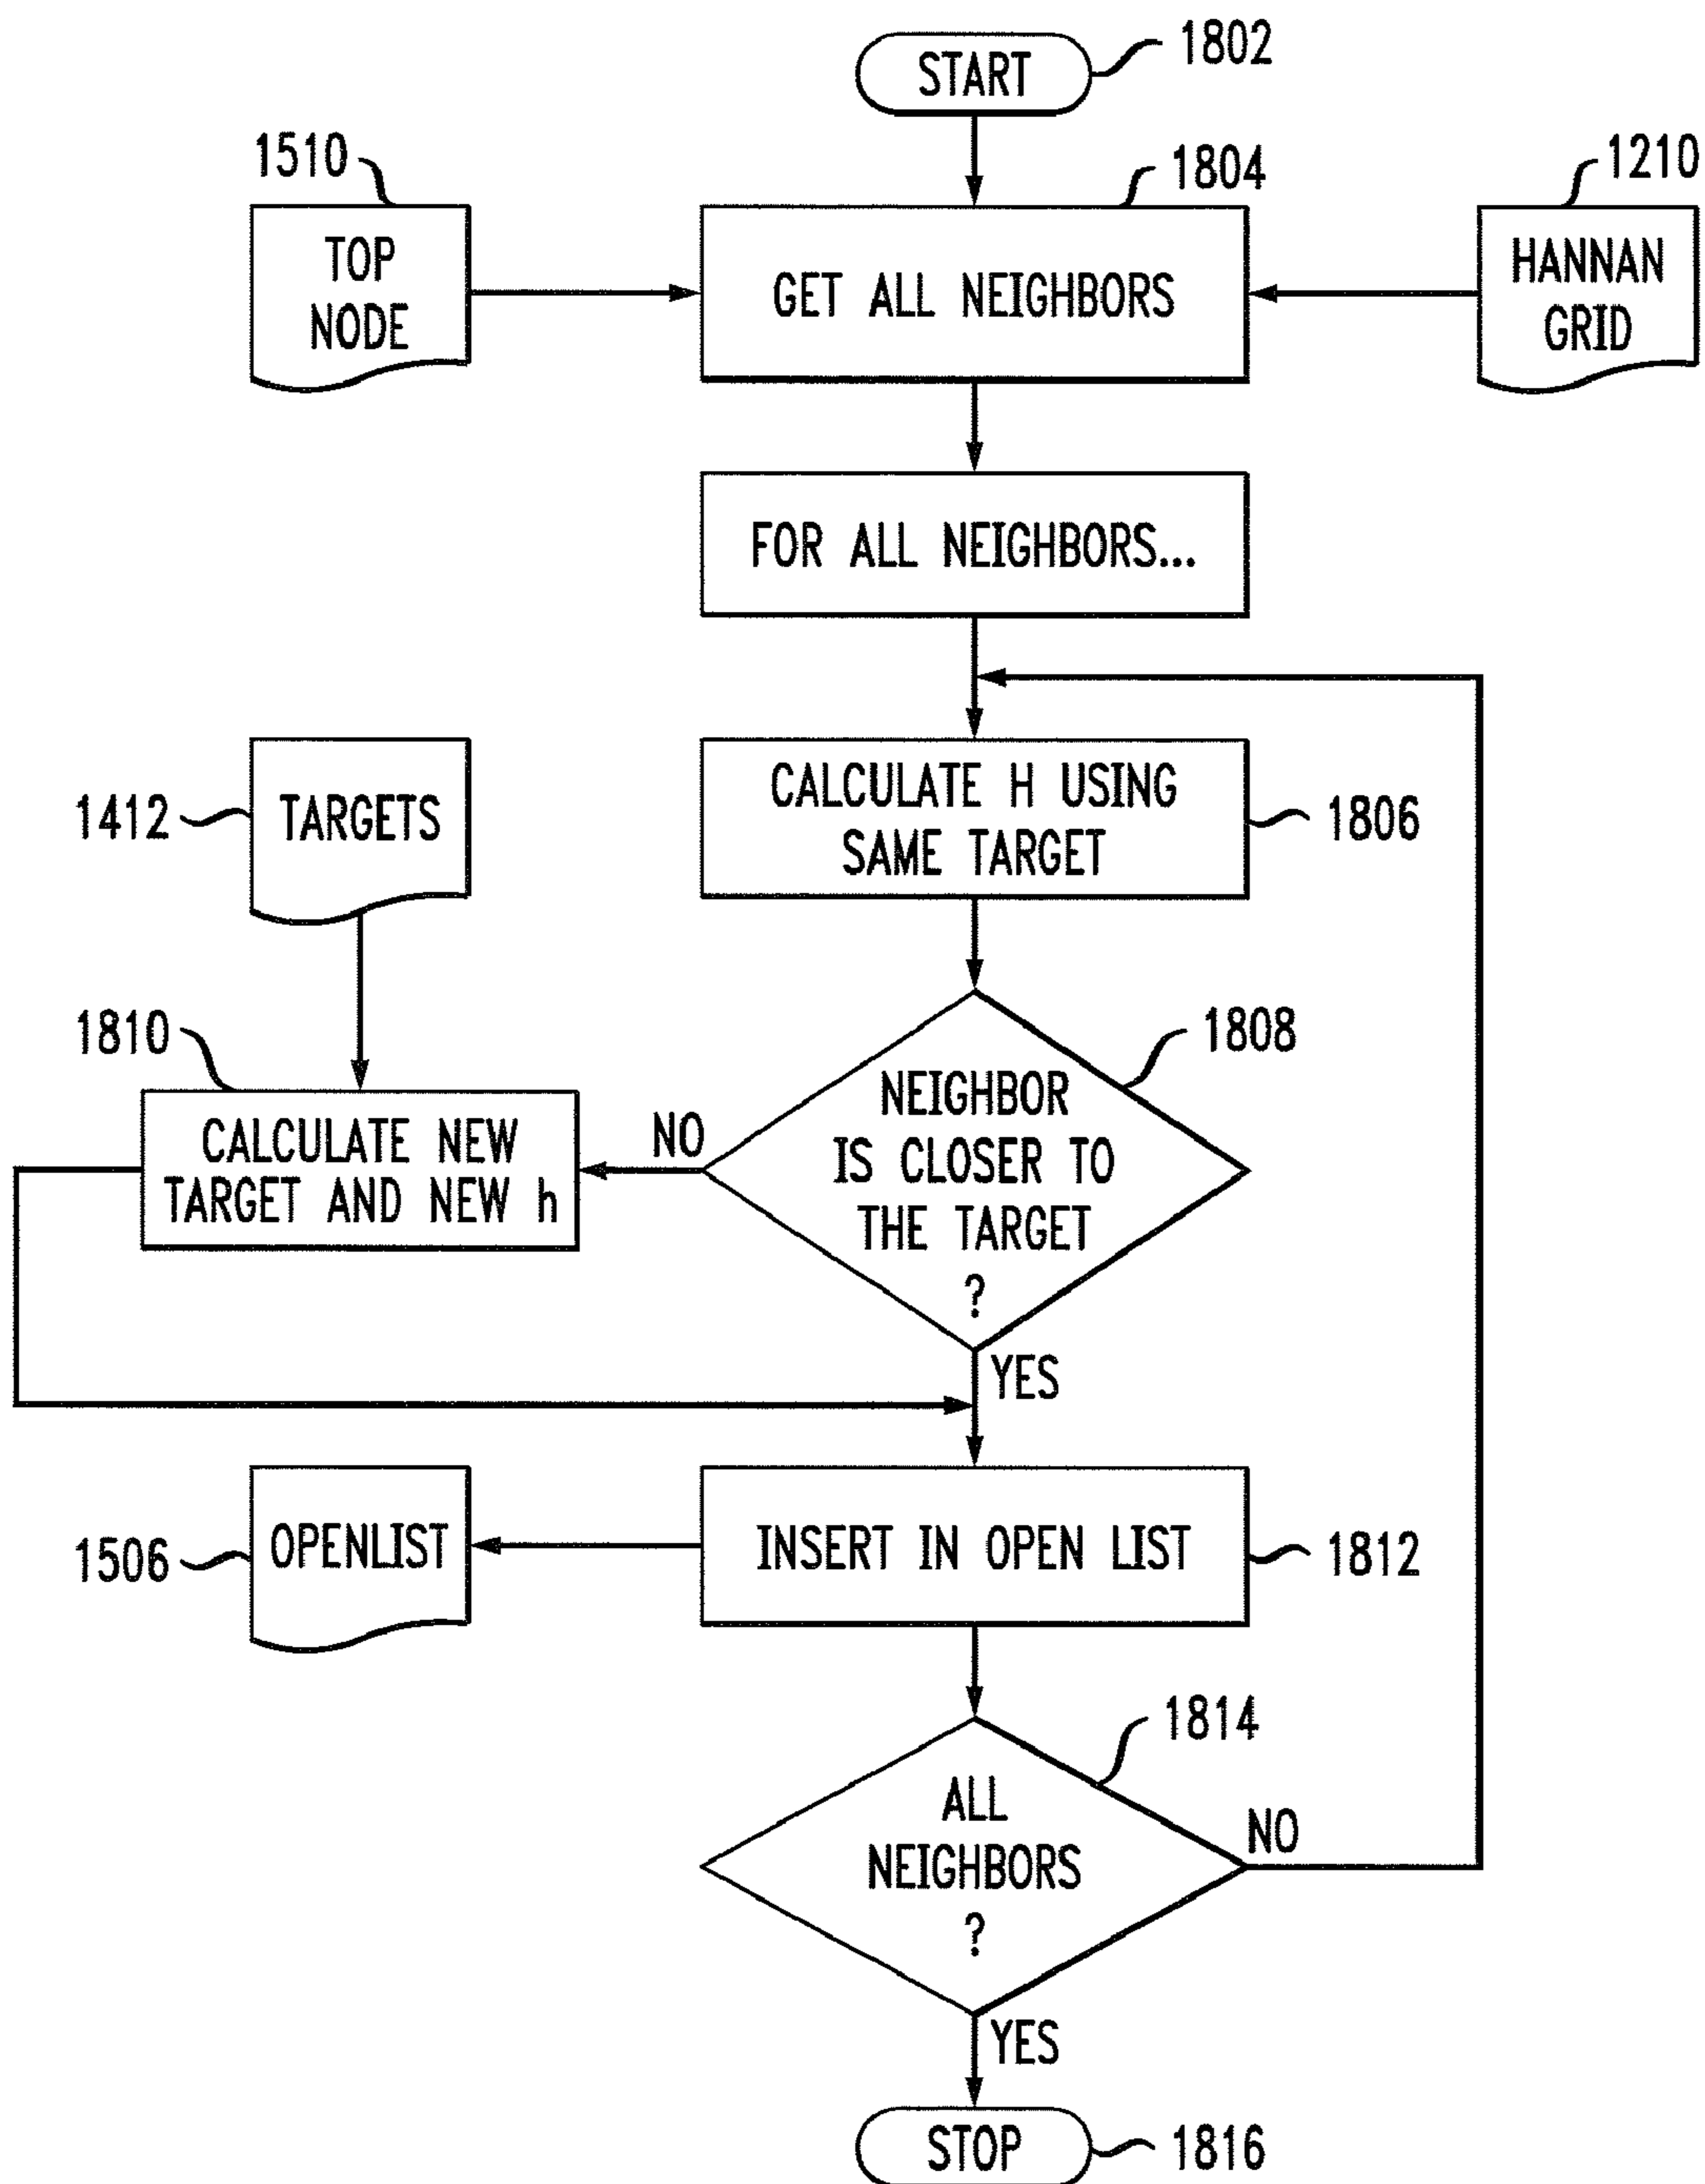 START
1802
1510
1804
1210
TOP
NODE
GET ALL NEIGHBORS
HANNAN
GRID
FOR ALL NEIGHBORS...
1412
TARGETS
CALCULATE H USING
SAME TARGET
1806
1810
1808
CALCULATE NEW
TARGET AND NEW h
NO
NEIGHBOR
IS CLOSER TO
THE TARGET
?
YES
1506
OPENLIST
INSERT IN OPEN LIST
1812
1814
ALL
NEIGHBORS
?
NO
YES
STOP
1816